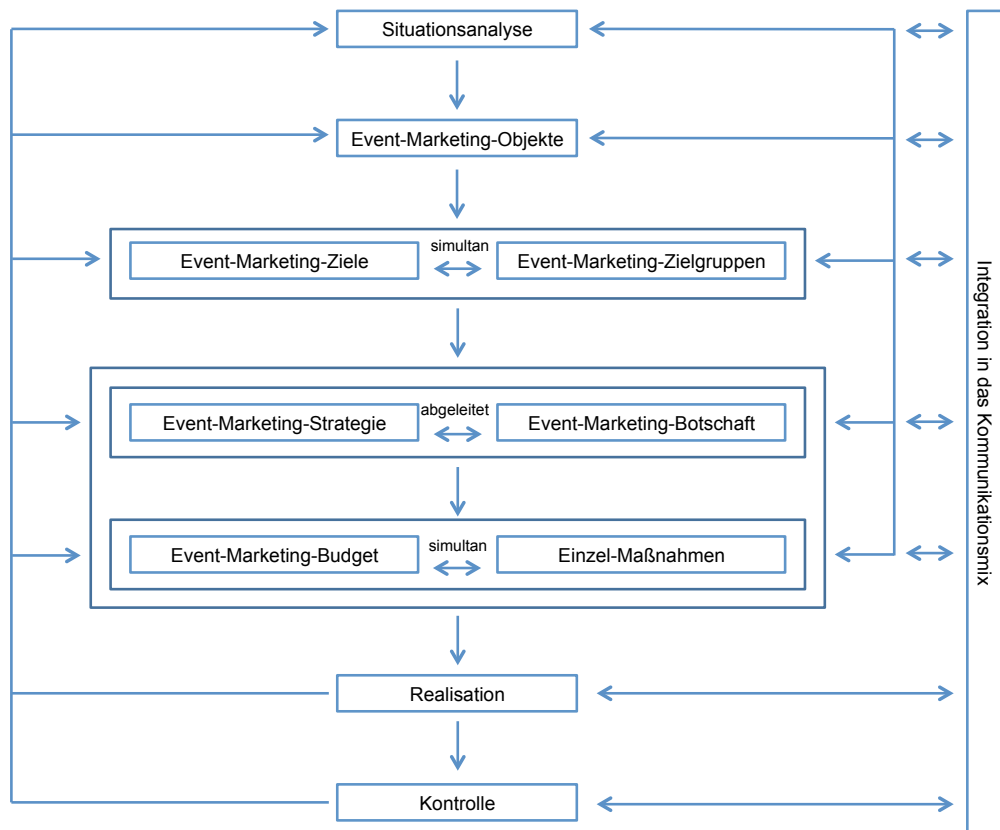 Situationsanalyse
Event-Marketing-Objekte
simultan
Event-Marketing-Ziele
Event-Marketing-Zielgruppen
abgeleitet
Event-Marketing-Strategie
Event-Marketing-Botschaft
simultan
Event-Marketing-Budget
Einzel-Maßnahmen
Realisation
Kontrolle
Integration in das Kommunikationsmix